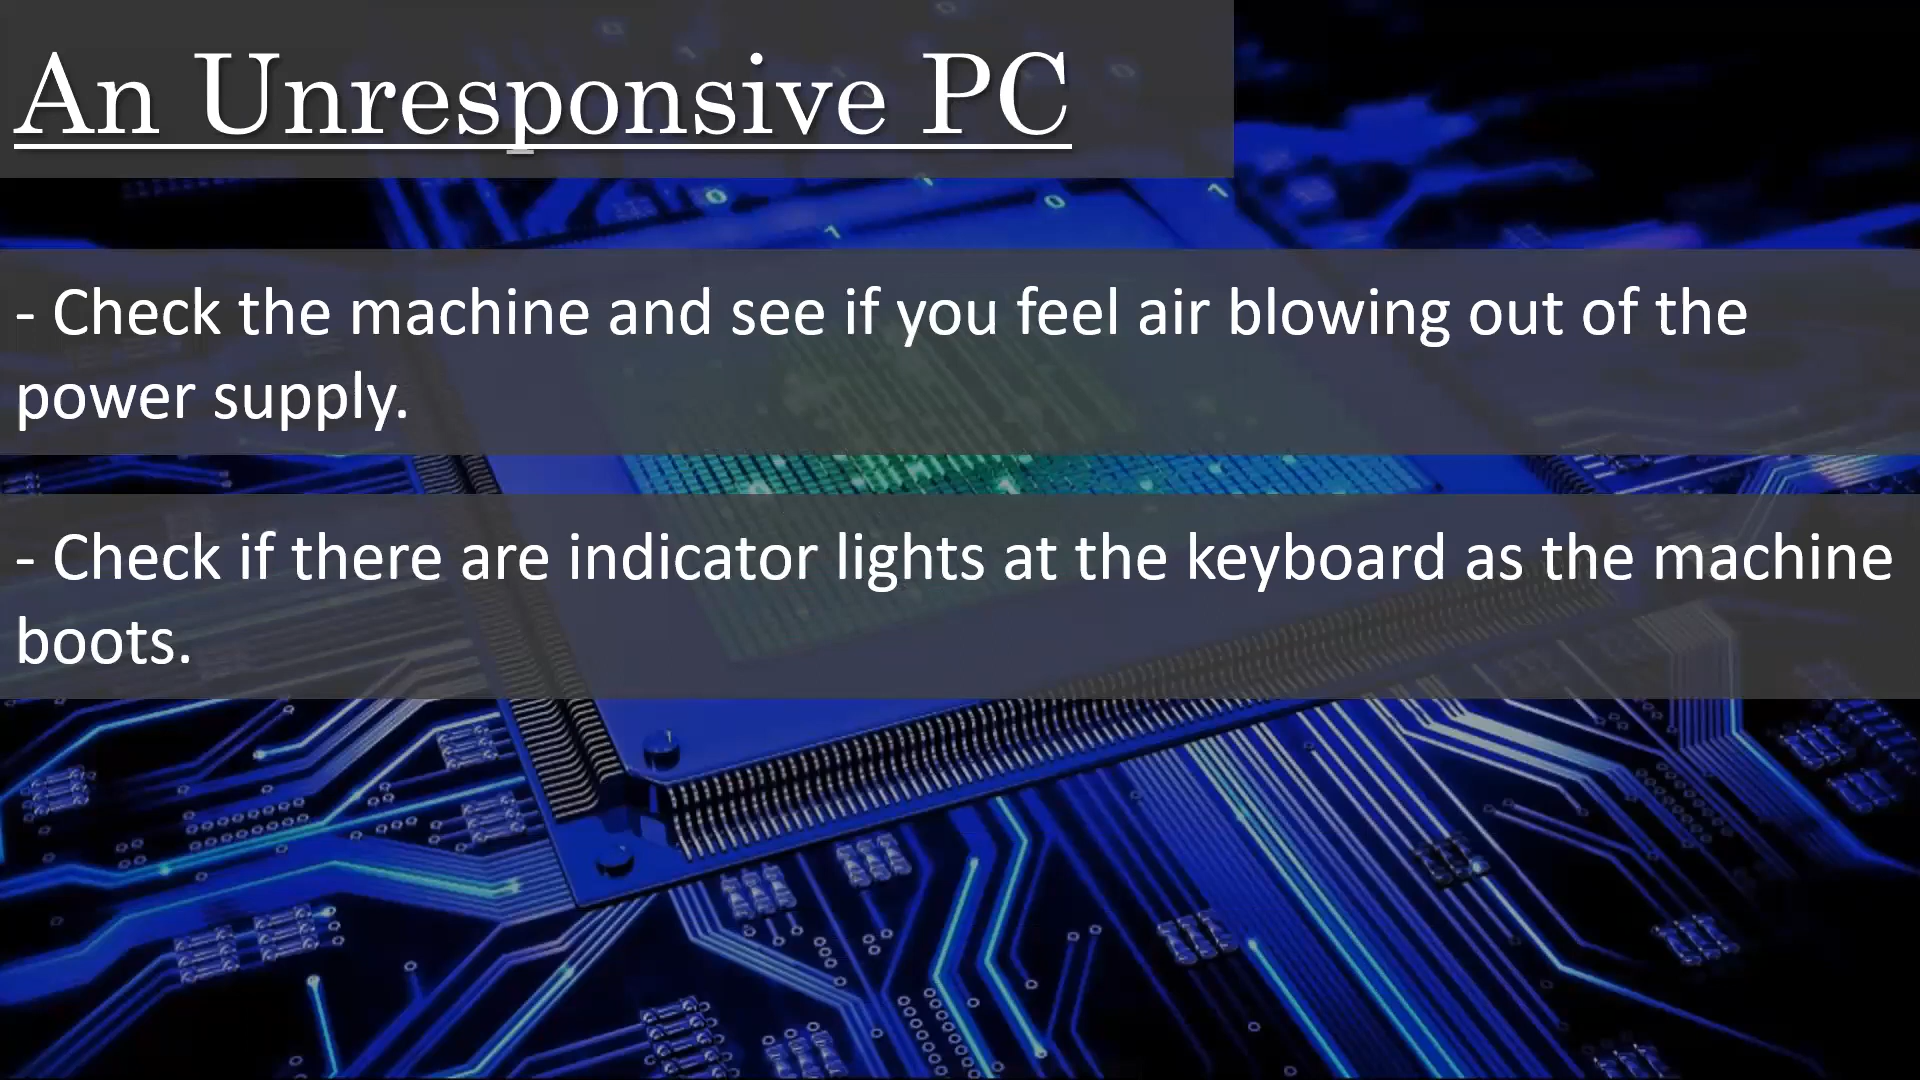 An Unresponsive PC
- Check the machine and see if you feel air blowing out of the
power supply.
- Check if there are indicator lights at the keyboard as the machine
boots.